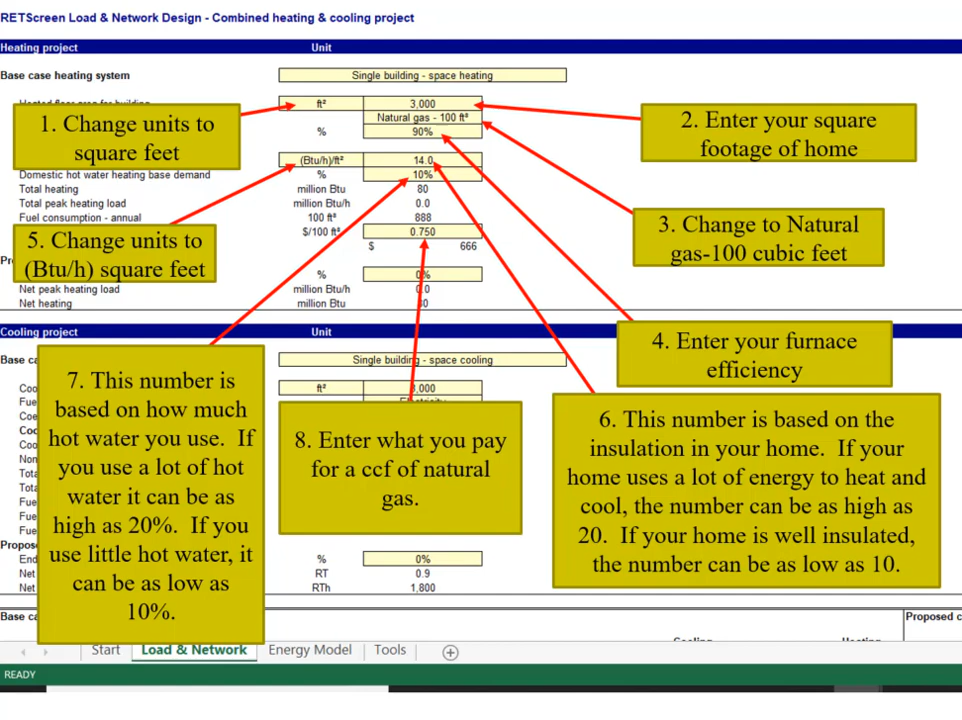 RETScreen Load & Network Design - Combined heating & cooling project
Heating project Unit
Base case heating system Single building - space heating
ft² 3,000
Natural gas - 100 ft³
% 90%
1. Change units to
square feet
2. Enter your square
footage of home
(Btu/h)/ft² 14.0
Domestic hot water heating base demand % 10%
Total heating million Btu 80
Total peak heating load million Btu/h 0.0
Fuel consumption - annual 100 ft³ 888
$/100 ft³ 0.750
$ 666
3. Change to Natural
gas-100 cubic feet
5. Change units to
(Btu/h) square feet
%
Net peak heating load million Btu/h
Net heating million Btu
Cooling project Unit
Single building - space cooling
ft²
4. Enter your furnace
efficiency
7. This number is
based on how much
hot water you use. If
you use a lot of hot
water it can be as
high as 20%. If you
use little hot water, it
can be as low as
10%.
8. Enter what you pay
for a ccf of natural
gas.
6. This number is based on the
insulation in your home. If your
home uses a lot of energy to heat and
cool, the number can be as high as
20. If your home is well insulated,
the number can be as low as 10.
% 0%
Net RT 0.9
Net RTh 1,800
Proposed
Start Load & Network Energy Model Tools
READY